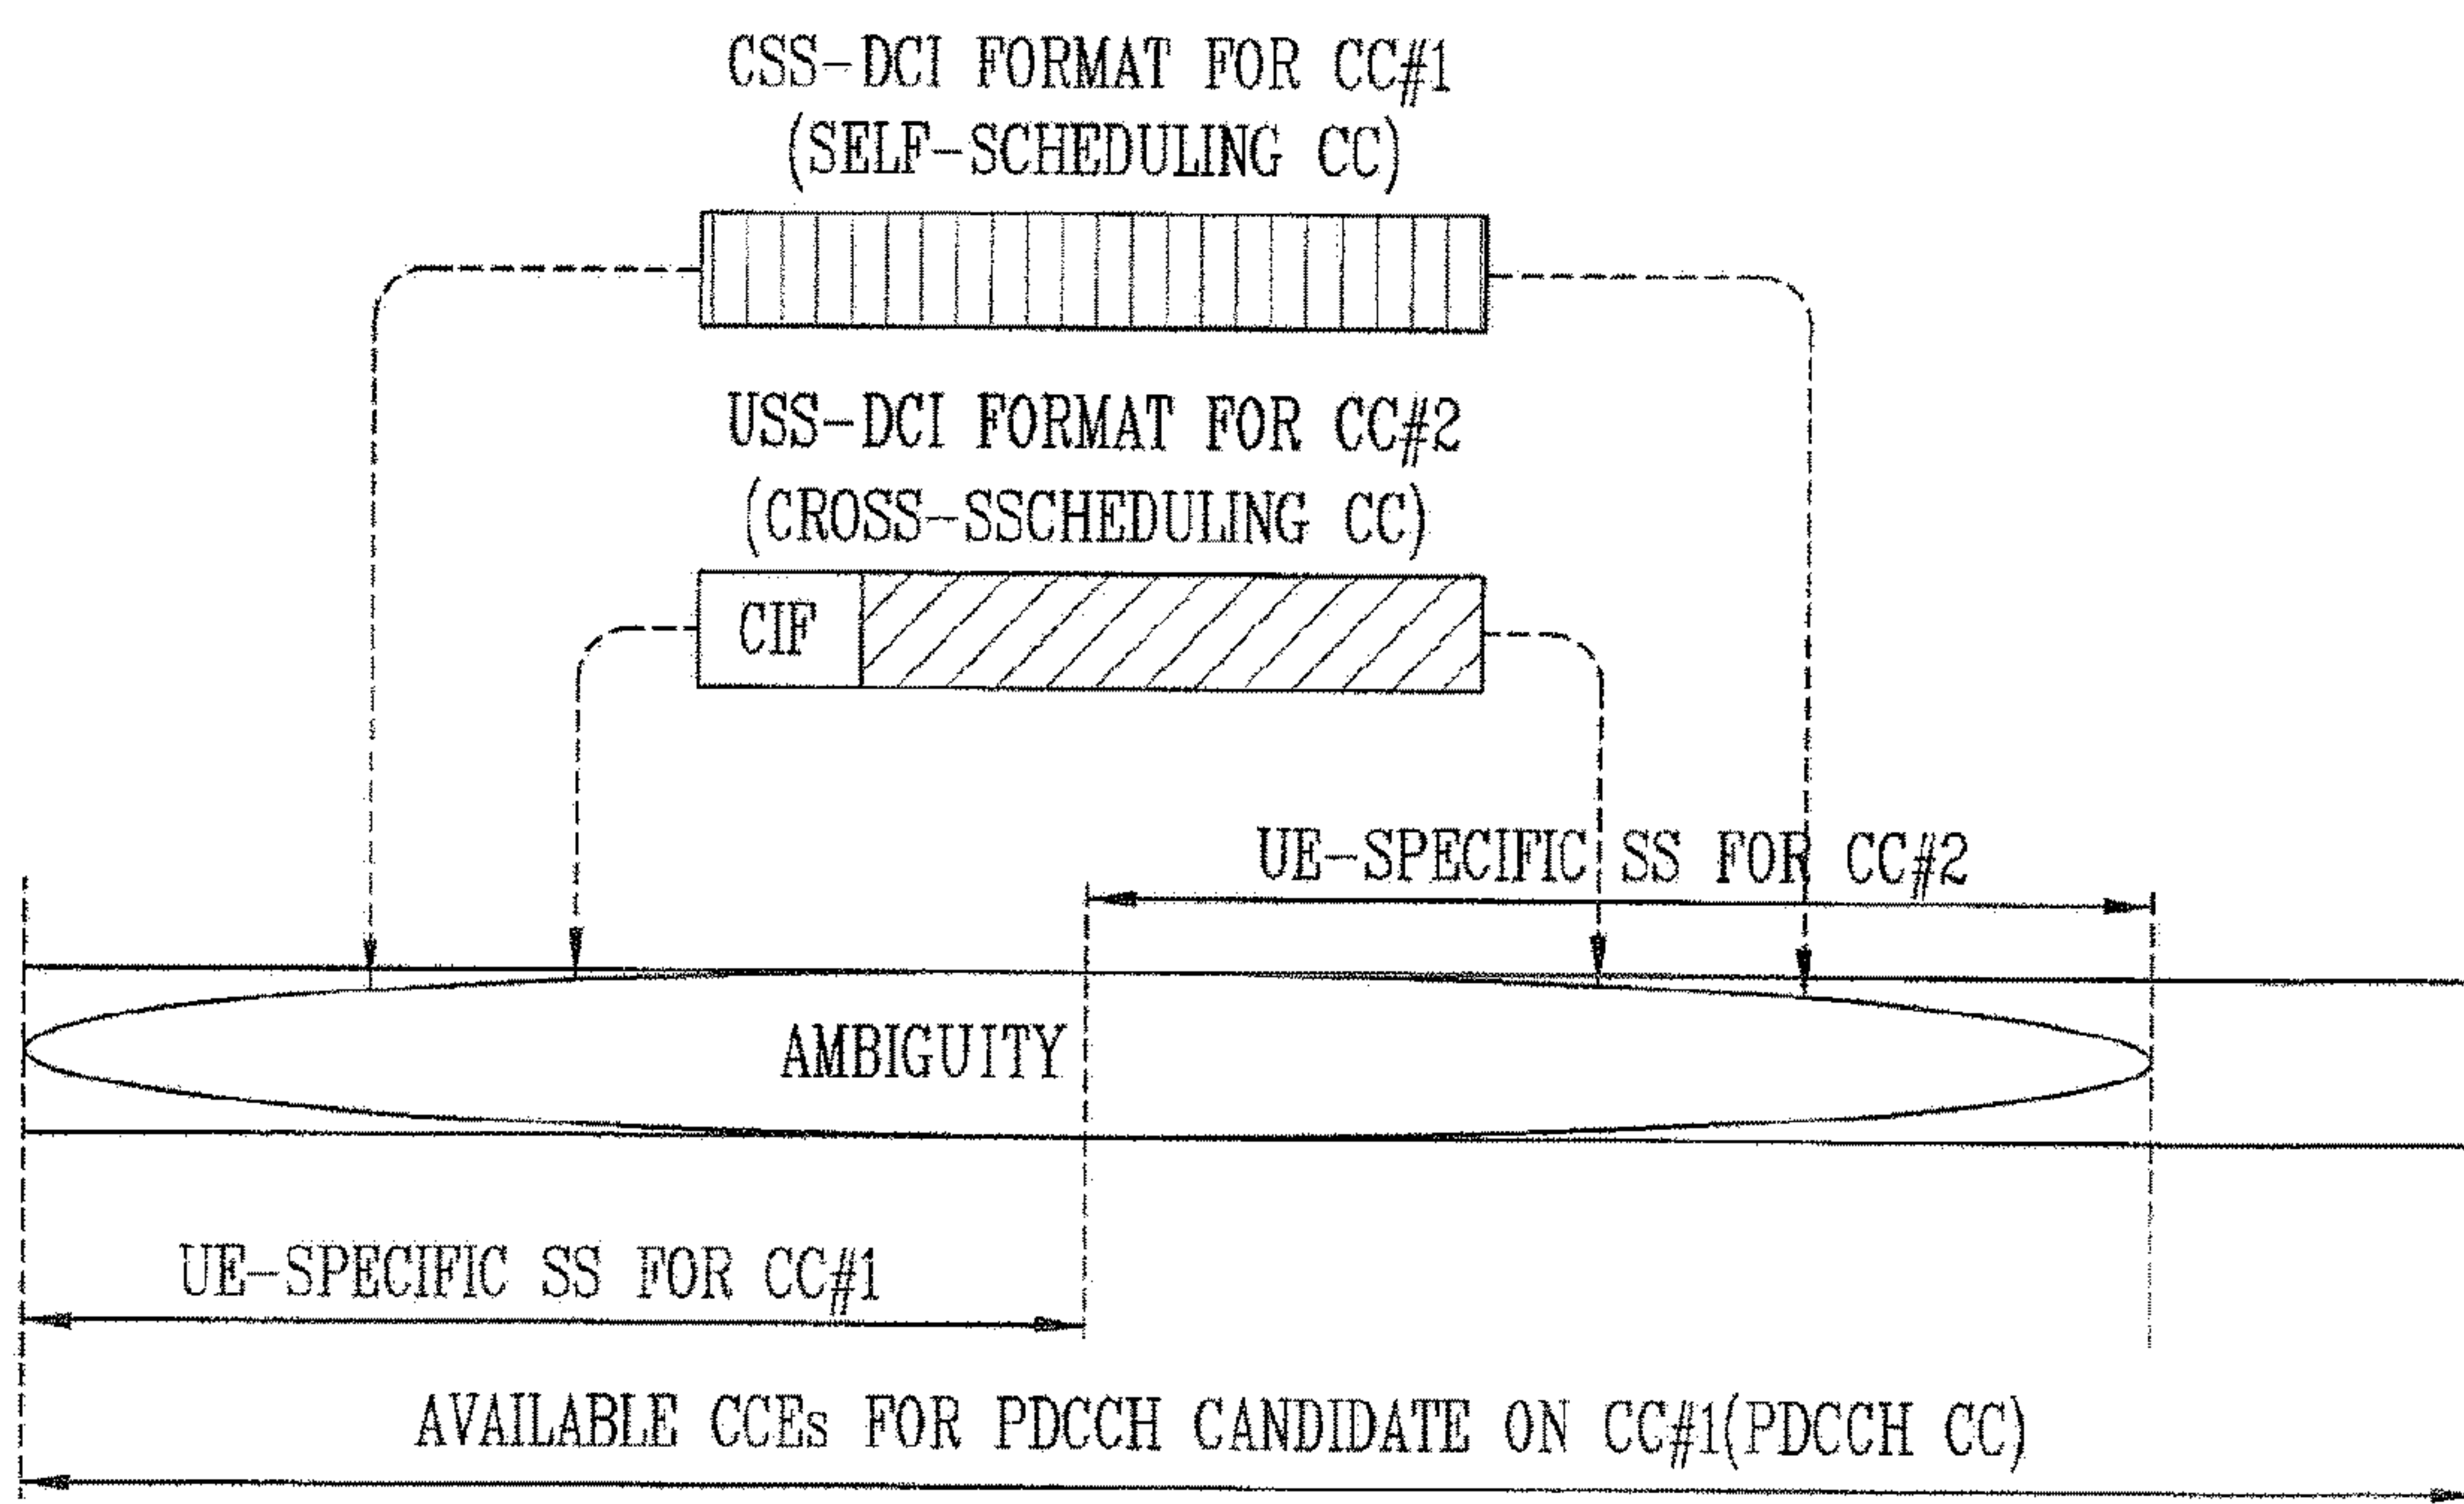 CSS-DCI FORMAT FOR CC#1
(SELF-SCHEDULING CC)
USS-DCI FORMAT FOR CC#2
(CROSS-SSCHEDULING CC)
CIF
UE-SPECIFIC SS FOR CC#2
AMBIGUITY
UE-SPECIFIC SS FOR CC#1
AVAILABLE CCEs FOR PDCCH CANDIDATE ON CC#1(PDCCH CC)